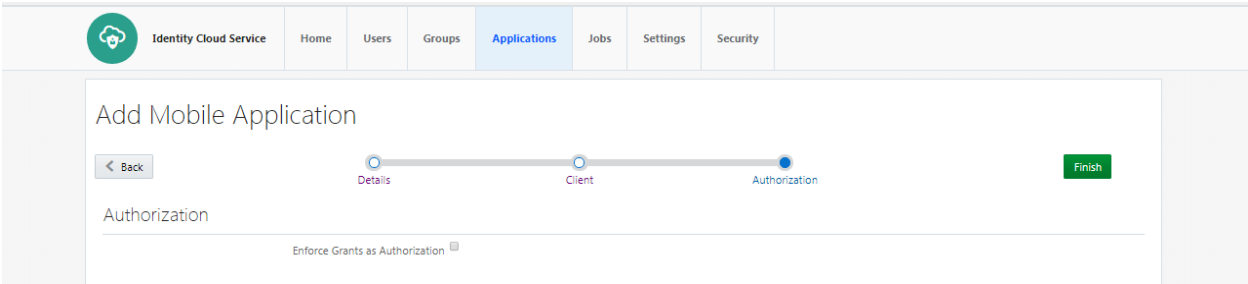 Identity Cloud Service Home Users Groups Applications Jobs Settings Security
Add Mobile Application
Back Finish
Details Client Authorization
Authorization
Enforce Grants as Authorization